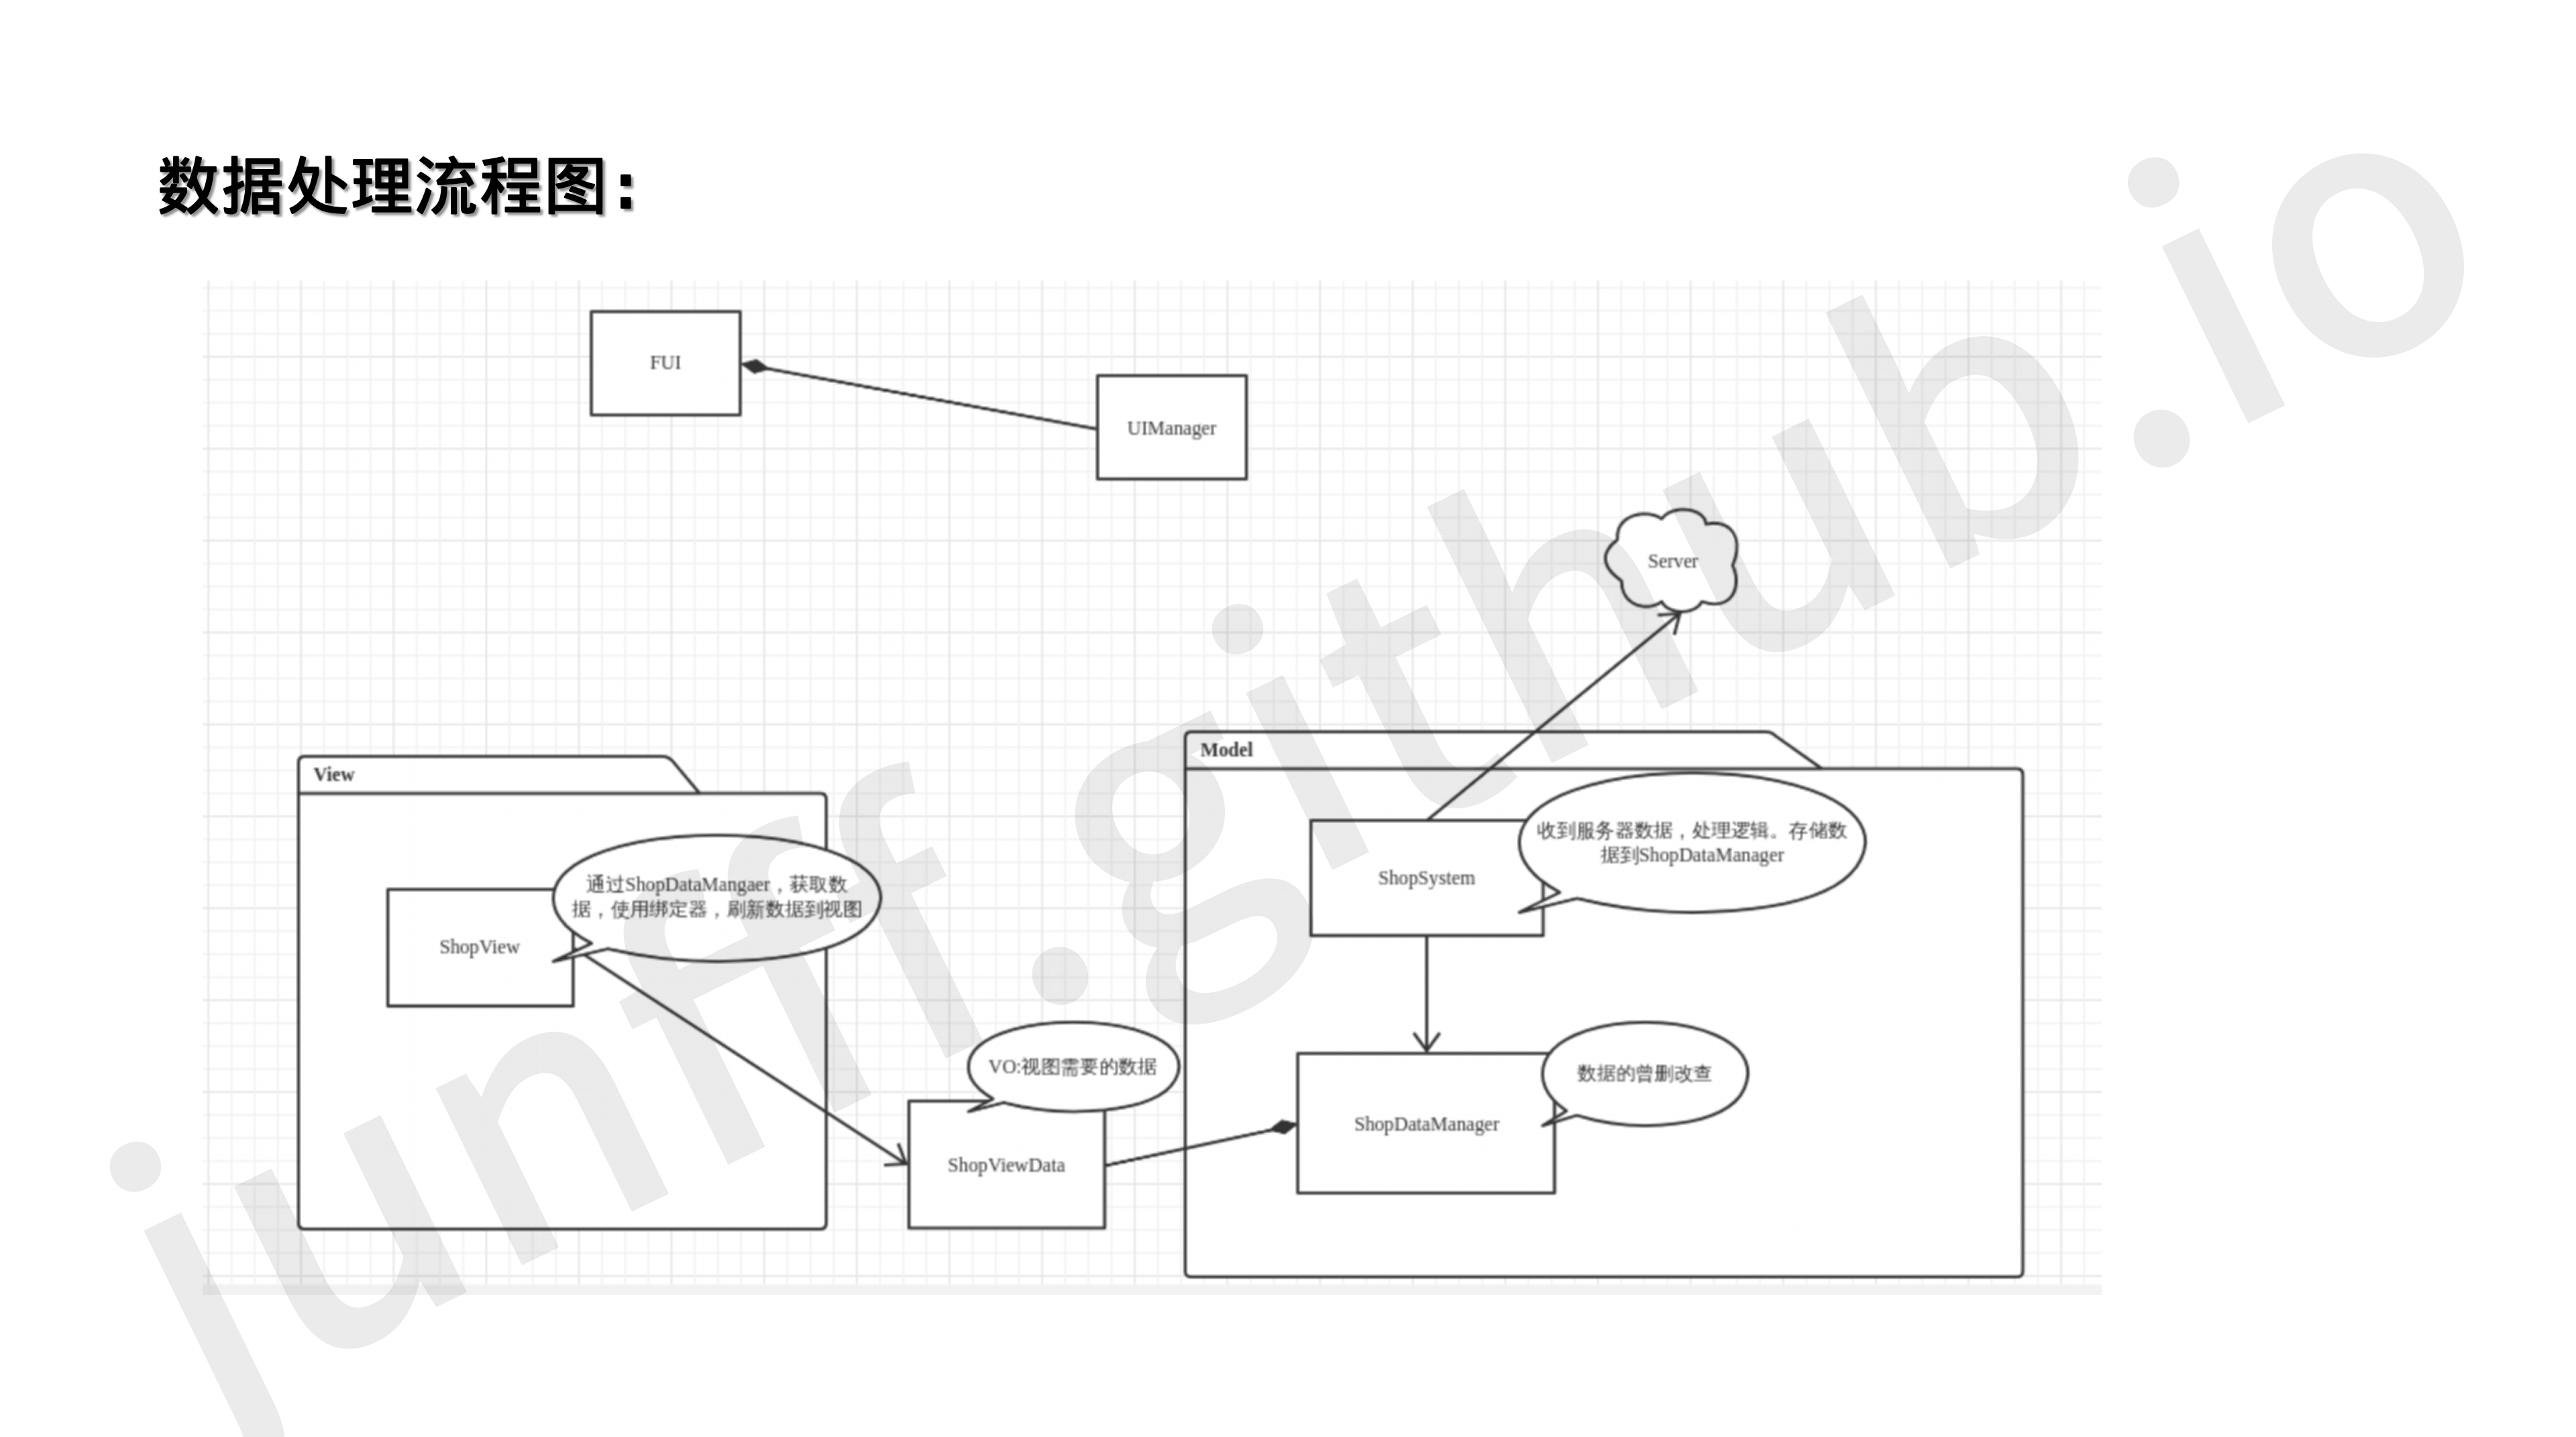 数据处理流程图：
FUI
UIManager
Server
Model
View
收到服务器数据，处理逻辑。存储数
据到ShopDataManager
ShopSystem
通过ShopDataMangaer，获取数
据，使用绑定器，刷新数据到视图
ShopView
VO:视图需要的数据
数据的曾删改查
ShopDataManager
ShopViewData
junfff.github.io